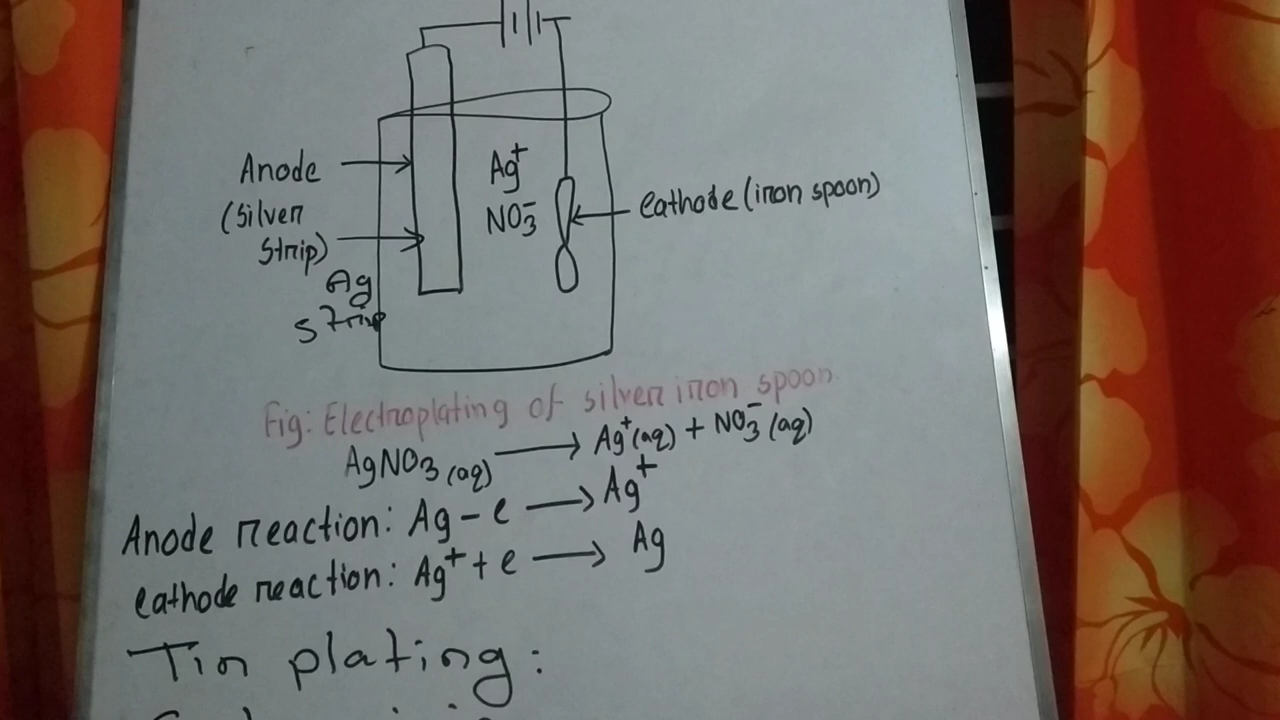 Anode
(Silver
Strip)
Ag
Strip
Ag⁺
NO₃⁻
Cathode (iron spoon)
Fig: Electroplating of silver iron spoon
AgNO₃ (aq) → Ag⁺(aq) + NO₃⁻ (aq)
Anode reaction: Ag - e → Ag⁺
Cathode reaction: Ag⁺ + e → Ag
Tin plating: